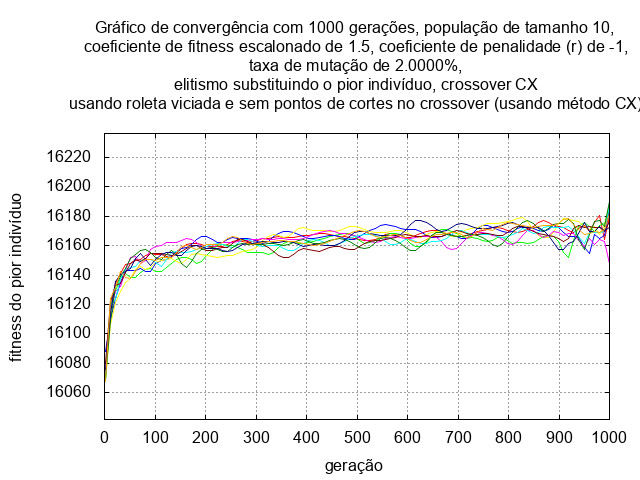 Gráfico de convergência com 1000 gerações, população de tamanho 10,
coeficiente de fitness escalonado de 1.5, coeficiente de penalidade (r) de -1,
taxa de mutação de 2.0000%,
elitismo substituindo o pior indivíduo, crossover CX
usando roleta viciada e sem pontos de cortes no crossover (usando método CX)
fitness do pior indivíduo
16220
16200
16180
16160
16140
16120
16100
16080
16060
0 100 200 300 400 500 600 700 800 900 1000
geração